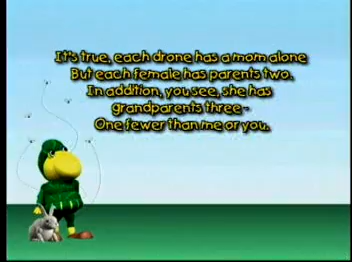 It's true, each drone has a mom alone
But each female has parents two.
In addition, you see, she has
grandparents three-
One fewer than me or you.